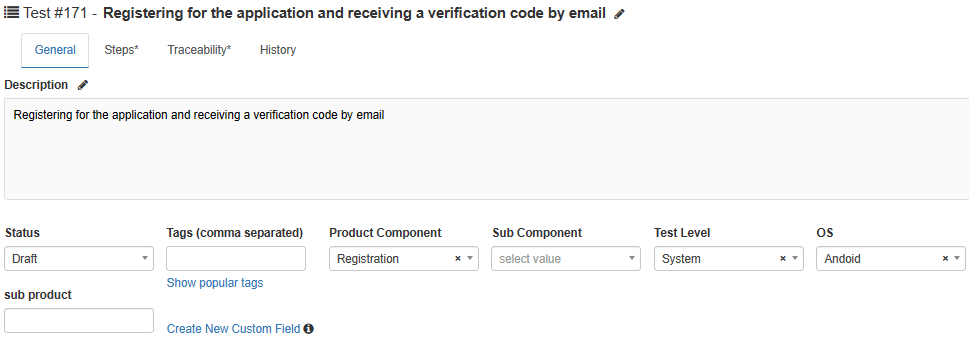 Test #171 - Registering for the application and receiving a verification code by email
General Steps* Traceability* History
Description
Registering for the application and receiving a verification code by email
Status Tags (comma separated) Product Component Sub Component Test Level OS
Draft Registration × select value System × Andoid ×
Show popular tags
sub product
Create New Custom Field